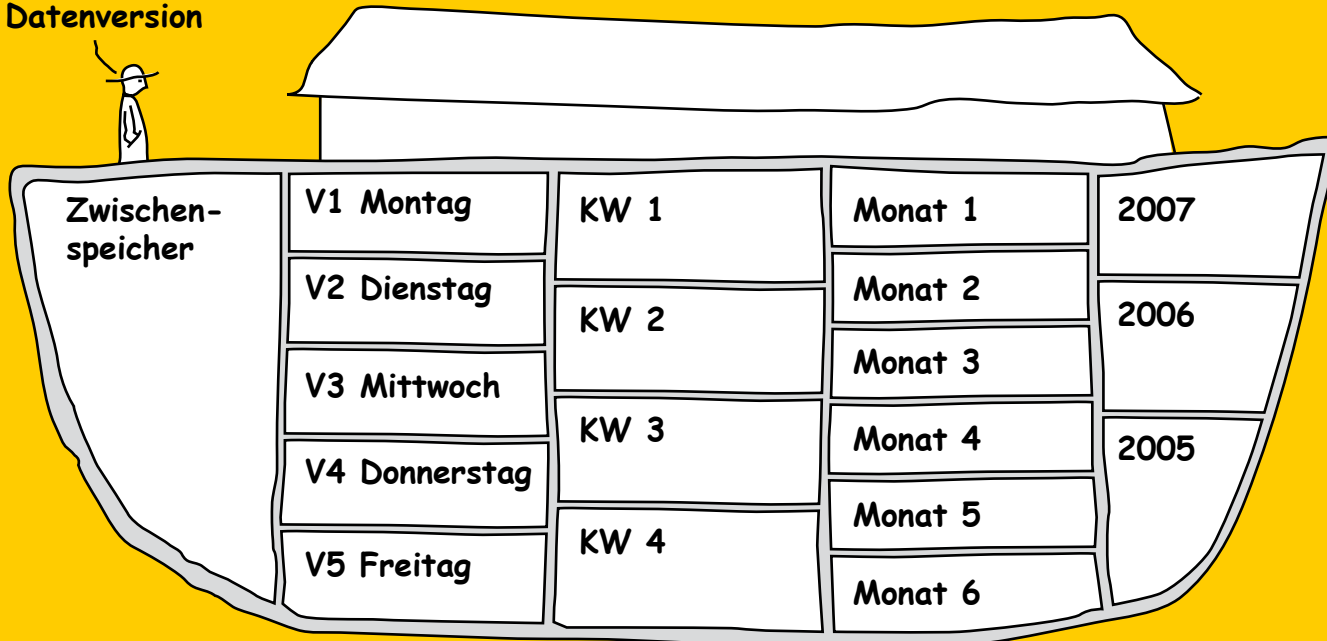 Datenversion
Zwischen-
speicher
V1 Montag
V2 Dienstag
V3 Mittwoch
V4 Donnerstag
V5 Freitag
KW 1
KW 2
KW 3
KW 4
Monat 1
Monat 2
Monat 3
Monat 4
Monat 5
Monat 6
2007
2006
2005